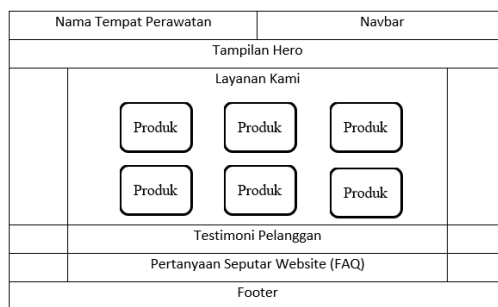 Nama Tempat Perawatan
Navbar
Tampilan Hero
Layanan Kami
Produk
Produk
Produk
Produk
Produk
Produk
Testimoni Pelanggan
Pertanyaan Seputar Website (FAQ)
Footer